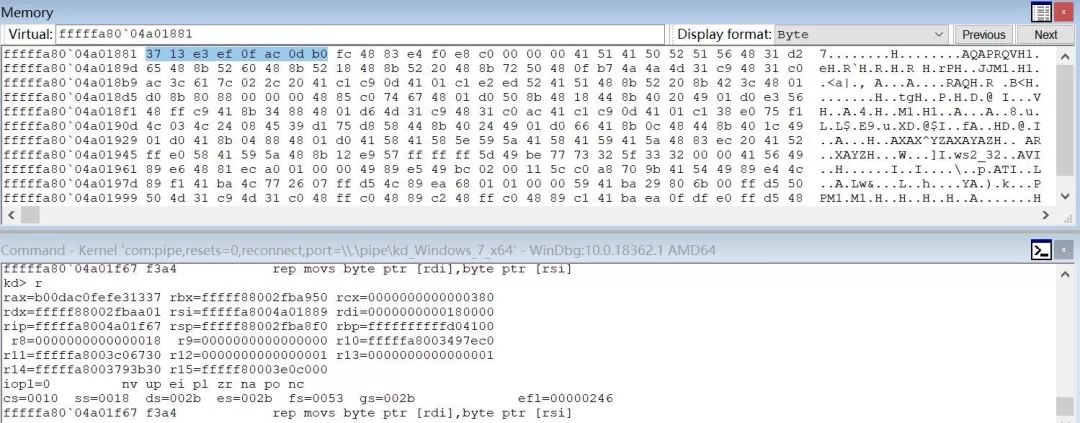 Memory
Virtual: fffffa80`04a01881 Display format: Byte Previous Next
fffffa80`04a01881 37 13 e3 ef 0f ac 0d b0 fc 48 83 e4 f0 e8 c0 00 00 00 41 51 41 50 52 51 56 48 31 d2 7........H.......AQAPRQVH1.
fffffa80`04a0189d 65 48 8b 52 60 48 8b 52 18 48 8b 52 20 48 8b 72 50 48 0f b7 4a 4a 4d 31 c9 48 31 c0 eH.R`H.R.H.R H.rPH..JJM1.H1.
fffffa80`04a018b9 ac 3c 61 7c 02 2c 20 41 c1 c9 0d 41 01 c1 e2 ed 52 41 51 48 8b 52 20 8b 42 3c 48 01 .<a|., A...A....RAQH.R .B<H.
fffffa80`04a018d5 d0 8b 80 88 00 00 00 48 85 c0 74 67 48 01 d0 50 8b 48 18 44 8b 40 20 49 01 d0 e3 56 .......H..tgH..P.H.D.@ I...V
fffffa80`04a018f1 48 ff c9 41 8b 34 88 48 01 d6 4d 31 c9 48 31 c0 ac 41 c1 c9 0d 41 01 c1 38 e0 75 f1 H..A.4.H..M1.H1..A...A..8.u.
fffffa80`04a0190d 4c 03 4c 24 08 45 39 d1 75 d8 58 44 8b 40 24 49 01 d0 66 41 8b 0c 48 44 8b 40 1c 49 L.L$.E9.u.XD.@$I..fA..HD.@.I
fffffa80`04a01929 01 d0 41 8b 04 88 48 01 d0 41 58 41 58 5e 59 5a 41 58 41 59 41 5a 48 83 ec 20 41 52 ..A...H..AXAX^YZAXAYAZH.. AR
fffffa80`04a01945 ff e0 58 41 59 5a 48 8b 12 e9 57 ff ff ff 5d 49 be 77 73 32 5f 33 32 00 00 41 56 49 ..XAYZH...W...]I.ws2_32..AVI
fffffa80`04a01961 89 e6 48 81 ec a0 01 00 00 49 89 e5 49 bc 02 00 11 5c c0 a8 70 9b 41 54 49 89 e4 4c ..H......I..I....\..p.ATI..L
fffffa80`04a0197d 89 f1 41 ba 4c 77 26 07 ff d5 4c 89 ea 68 01 01 00 00 59 41 ba 29 80 6b 00 ff d5 50 ..A.Lw&...L..h....YA.).k...P
fffffa80`04a01999 50 4d 31 c9 4d 31 c0 48 ff c0 48 89 c2 48 ff c0 48 89 c1 41 ba ea 0f df e0 ff d5 48 PM1.M1.H..H..H..H..A.......H
Command - Kernel 'com:pipe,resets=0,reconnect,port=\\.\pipe\kd_Windows_7_x64' - WinDbg:10.0.18362.1 AMD64
fffffa80`04a01f67 f3a4 rep movs byte ptr [rdi],byte ptr [rsi]
kd> r
rax=b00dac0fefe31337 rbx=fffff88002fba950 rcx=0000000000000380
rdx=fffff88002fbaa01 rsi=fffffa8004a01889 rdi=0000000000180000
rip=fffffa8004a01f67 rsp=fffff88002fba8f0 rbp=ffffffffffd04100
r8=0000000000000018 r9=0000000000000000 r10=fffffa8003497ec0
r11=fffffa8003c06730 r12=0000000000000001 r13=0000000000000001
r14=fffffa8003793b30 r15=fffff80003e0c000
iopl=0 nv up ei pl zr na po nc
cs=0010 ss=0018 ds=002b es=002b fs=0053 gs=002b efl=00000246
fffffa80`04a01f67 f3a4 rep movs byte ptr [rdi],byte ptr [rsi]